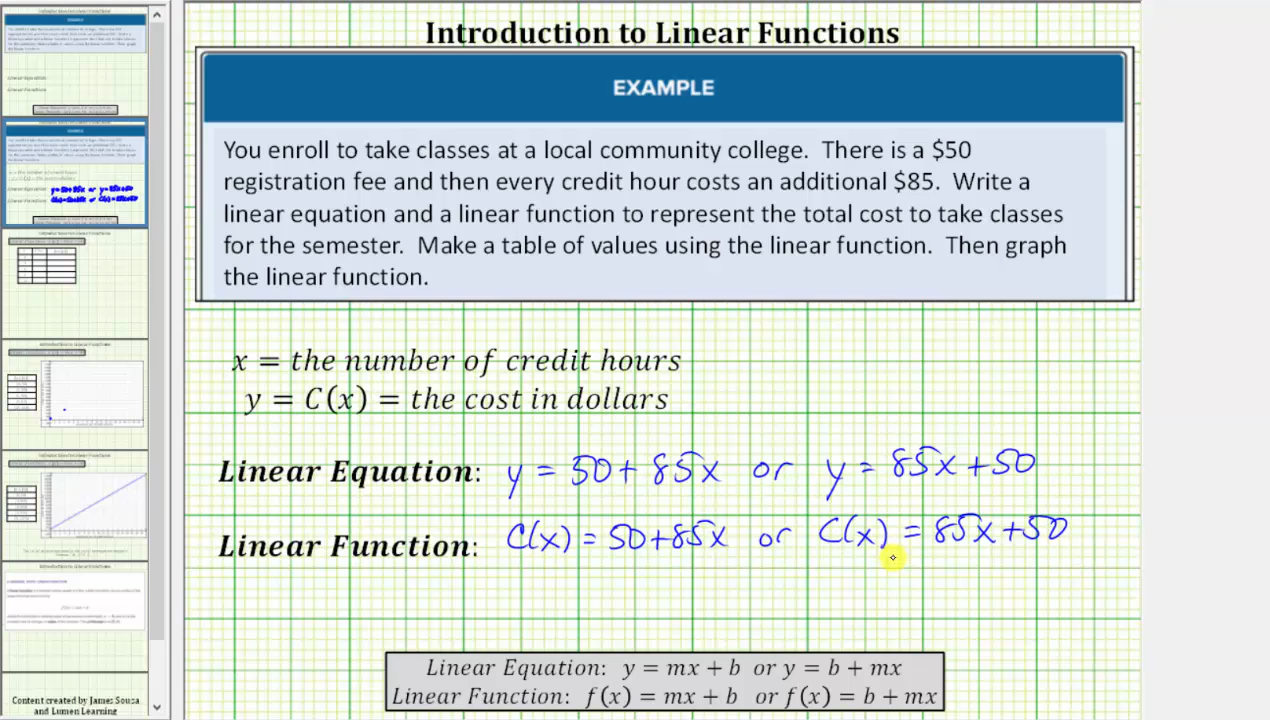 Introduction to Linear Functions
EXAMPLE
You enroll to take classes at a local community college. There is a $50
registration fee and then every credit hour costs an additional $85. Write a
linear equation and a linear function to represent the total cost to take classes
for the semester. Make a table of values using the linear function. Then graph
the linear function.
x = the number of credit hours
y = C(x) = the cost in dollars
Linear Equation: y = 50 + 85x or y = 85x + 50
Linear Function: C(x) = 50 + 85x or C(x) = 85x + 50
Linear Equation: y = mx + b or y = b + mx
Linear Function: f(x) = mx + b or f(x) = b + mx
Content created by James Souza
and Lumen Learning